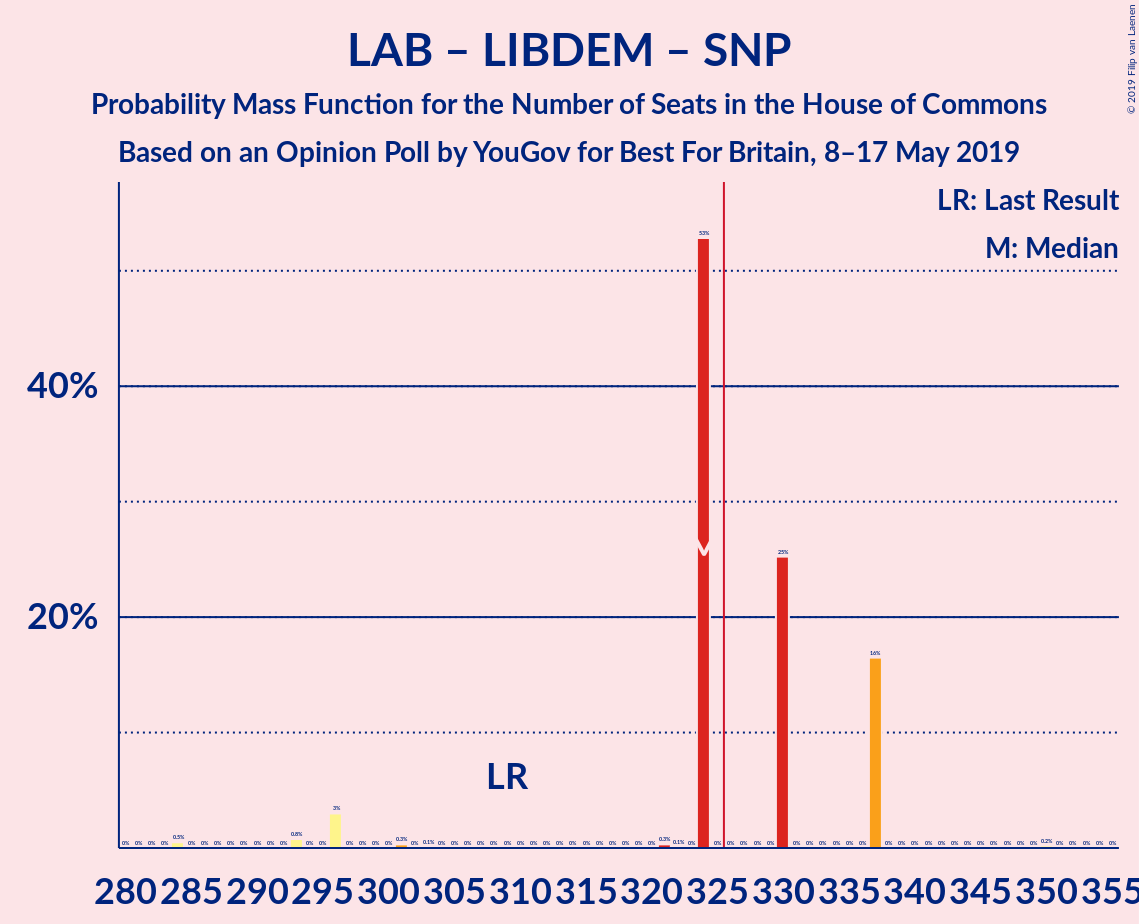 LAB – LIBDEM – SNP
Probability Mass Function for the Number of Seats in the House of Commons
Based on an Opinion Poll by YouGov for Best For Britain, 8–17 May 2019
© 2019 Filip van Laenen
LR: Last Result
M: Median
53%
40%
M
25%
20%
16%
LR
3%
0.5% 0.8% 0.3% 0.1% 0.3% 0.1% 0.2%
280 285 290 295 300 305 310 315 320 325 330 335 340 345 350 355